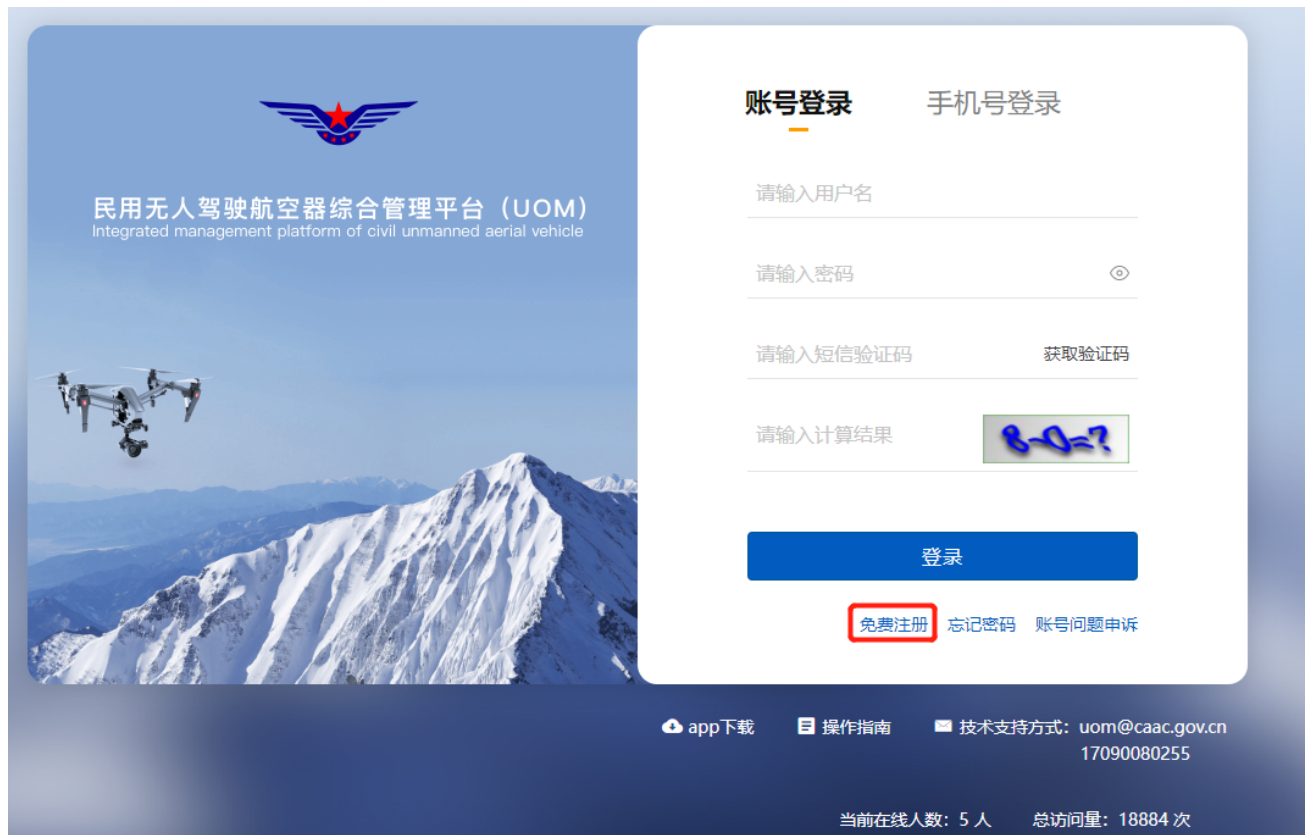 民用无人驾驶航空器综合管理平台（UOM）
Integrated management platform of civil unmanned aerial vehicle
账号登录 手机号登录
请输入用户名
请输入密码
请输入短信验证码 获取验证码
请输入计算结果 8-0=?
登录
免费注册 忘记密码 账号问题申诉
app下载 操作指南 技术支持方式：uom@caac.gov.cn
17090080255
当前在线人数：5 人 总访问量：18884 次